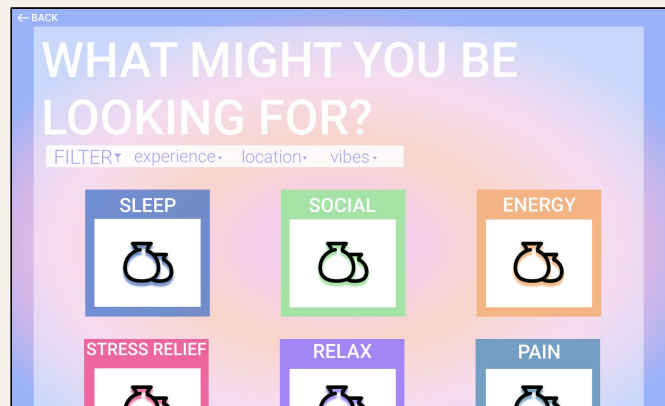 ← BACK
WHAT MIGHT YOU BE
LOOKING FOR?
FILTER experience location vibes
SLEEP SOCIAL ENERGY
STRESS RELIEF RELAX PAIN